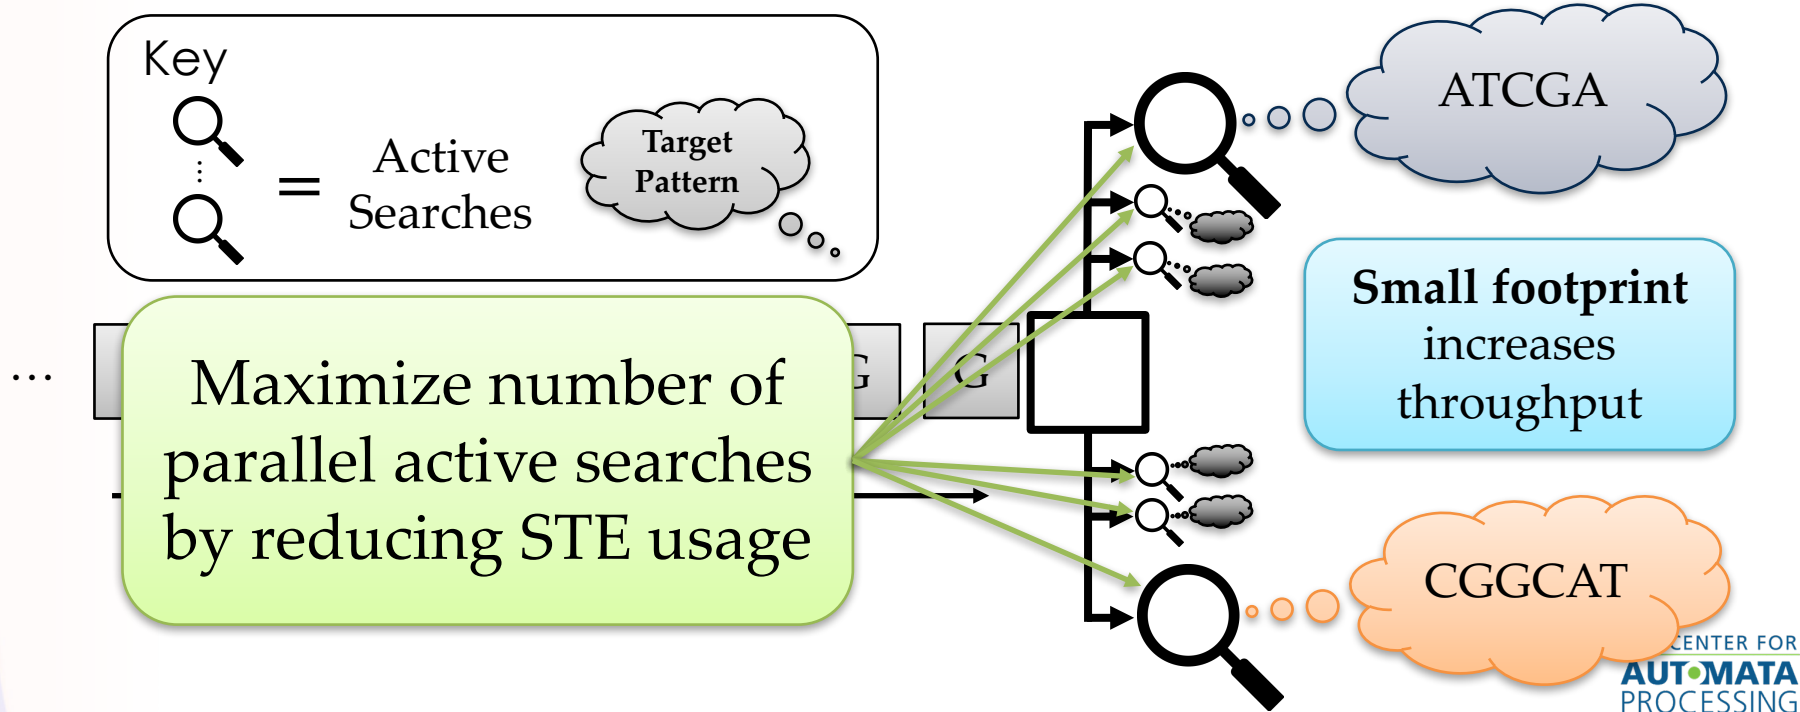 Key
⋮
=
Active
Searches
Target
Pattern
ATCGA
Small footprint
increases
throughput
...
G
G
Maximize number of
parallel active searches
by reducing STE usage
CGGCAT
CENTER FOR
AUTOMATA
PROCESSING